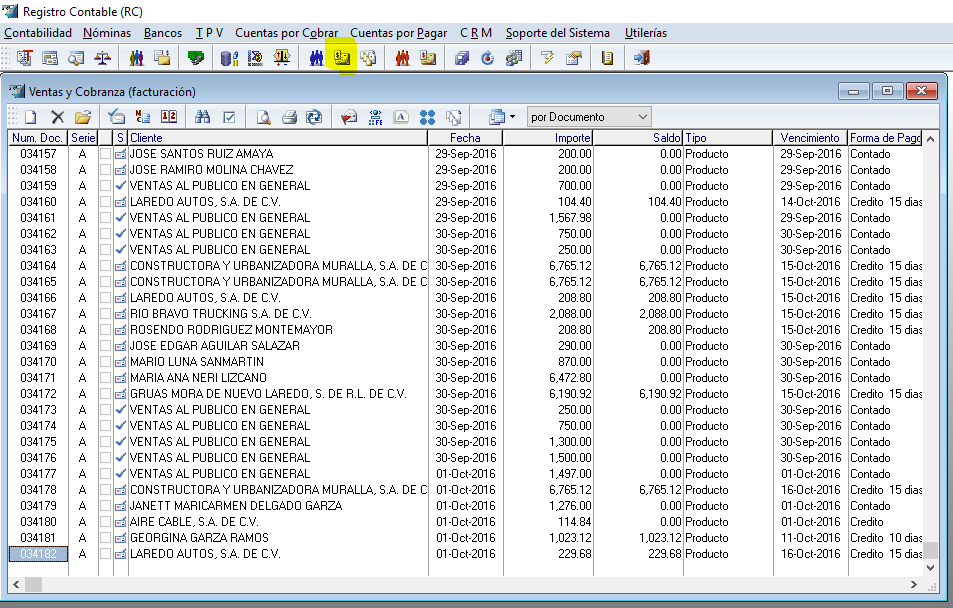 Registro Contable (RC)
Contabilidad Nóminas Bancos T P V Cuentas por Cobrar Cuentas por Pagar C R M Soporte del Sistema Utilerías
Ventas y Cobranza (facturación)
por Documento
Num. Doc. Serie S Cliente Fecha Importe Saldo Tipo Vencimiento Forma de Pago
034157 A JOSE SANTOS RUIZ AMAYA 29-Sep-2016 200.00 0.00 Producto 29-Sep-2016 Contado
034158 A JOSE RAMIRO MOLINA CHAVEZ 29-Sep-2016 200.00 0.00 Producto 29-Sep-2016 Contado
034159 A VENTAS AL PUBLICO EN GENERAL 29-Sep-2016 700.00 0.00 Producto 29-Sep-2016 Contado
034160 A LAREDO AUTOS, S.A. DE C.V. 29-Sep-2016 104.40 104.40 Producto 14-Oct-2016 Credito 15 dias
034161 A VENTAS AL PUBLICO EN GENERAL 29-Sep-2016 1,567.98 0.00 Producto 29-Sep-2016 Contado
034162 A VENTAS AL PUBLICO EN GENERAL 30-Sep-2016 750.00 0.00 Producto 30-Sep-2016 Contado
034163 A VENTAS AL PUBLICO EN GENERAL 30-Sep-2016 250.00 0.00 Producto 30-Sep-2016 Contado
034164 A CONSTRUCTORA Y URBANIZADORA MURALLA, S.A. DE C 30-Sep-2016 6,765.12 6,765.12 Producto 15-Oct-2016 Credito 15 dias
034165 A CONSTRUCTORA Y URBANIZADORA MURALLA, S.A. DE C 30-Sep-2016 6,765.12 6,765.12 Producto 15-Oct-2016 Credito 15 dias
034166 A LAREDO AUTOS, S.A. DE C.V. 30-Sep-2016 208.80 208.80 Producto 15-Oct-2016 Credito 15 dias
034167 A RIO BRAVO TRUCKING S.A. DE C.V. 30-Sep-2016 2,088.00 2,088.00 Producto 15-Oct-2016 Credito 15 dias
034168 A ROSENDO RODRIGUEZ MONTEMAYOR 30-Sep-2016 208.80 208.80 Producto 15-Oct-2016 Credito 15 dias
034169 A JOSE EDGAR AGUILAR SALAZAR 30-Sep-2016 290.00 0.00 Producto 30-Sep-2016 Contado
034170 A MARIO LUNA SANMARTIN 30-Sep-2016 870.00 0.00 Producto 30-Sep-2016 Contado
034171 A MARIA ANA NERI LIZCANO 30-Sep-2016 6,472.80 0.00 Producto 30-Sep-2016 Contado
034172 A GRUAS MORA DE NUEVO LAREDO, S. DE R.L. DE C.V. 30-Sep-2016 6,190.92 6,190.92 Producto 15-Oct-2016 Credito 15 dias
034173 A VENTAS AL PUBLICO EN GENERAL 30-Sep-2016 250.00 0.00 Producto 30-Sep-2016 Contado
034174 A VENTAS AL PUBLICO EN GENERAL 30-Sep-2016 750.00 0.00 Producto 30-Sep-2016 Contado
034175 A VENTAS AL PUBLICO EN GENERAL 30-Sep-2016 1,300.00 0.00 Producto 30-Sep-2016 Contado
034176 A VENTAS AL PUBLICO EN GENERAL 30-Sep-2016 1,500.00 0.00 Producto 30-Sep-2016 Contado
034177 A VENTAS AL PUBLICO EN GENERAL 01-Oct-2016 1,497.00 0.00 Producto 01-Oct-2016 Contado
034178 A CONSTRUCTORA Y URBANIZADORA MURALLA, S.A. DE C 01-Oct-2016 6,765.12 6,765.12 Producto 16-Oct-2016 Credito 15 dias
034179 A JANETT MARICARMEN DELGADO GARZA 01-Oct-2016 1,276.00 0.00 Producto 01-Oct-2016 Contado
034180 A AIRE CABLE, S.A. DE C.V. 01-Oct-2016 114.84 0.00 Producto 01-Oct-2016 Credito
034181 A GEORGINA GARZA RAMOS 01-Oct-2016 1,023.12 1,023.12 Producto 11-Oct-2016 Credito 10 dias
034182 A LAREDO AUTOS, S.A. DE C.V. 01-Oct-2016 229.68 229.68 Producto 16-Oct-2016 Credito 15 dias